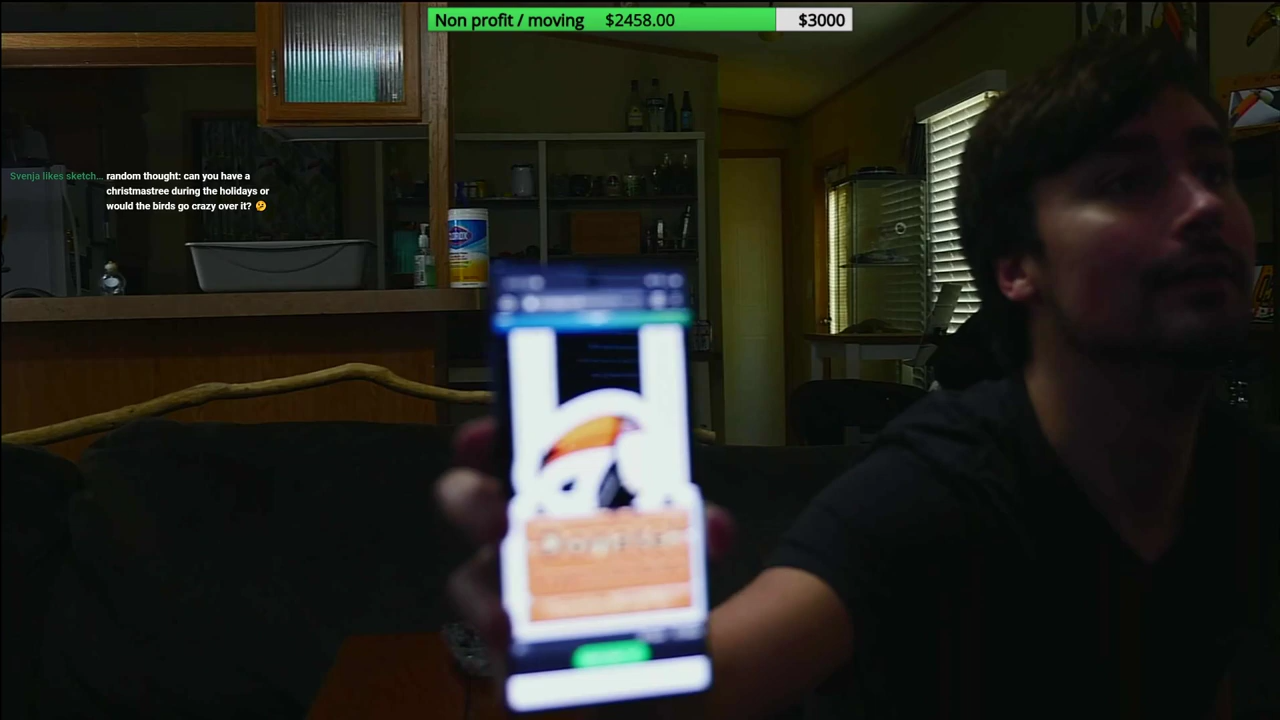 Non profit / moving $2458.00 $3000
Svenja likes sketch... random thought: can you have a
christmastree during the holidays or
would the birds go crazy over it? 🤔
CLOROX